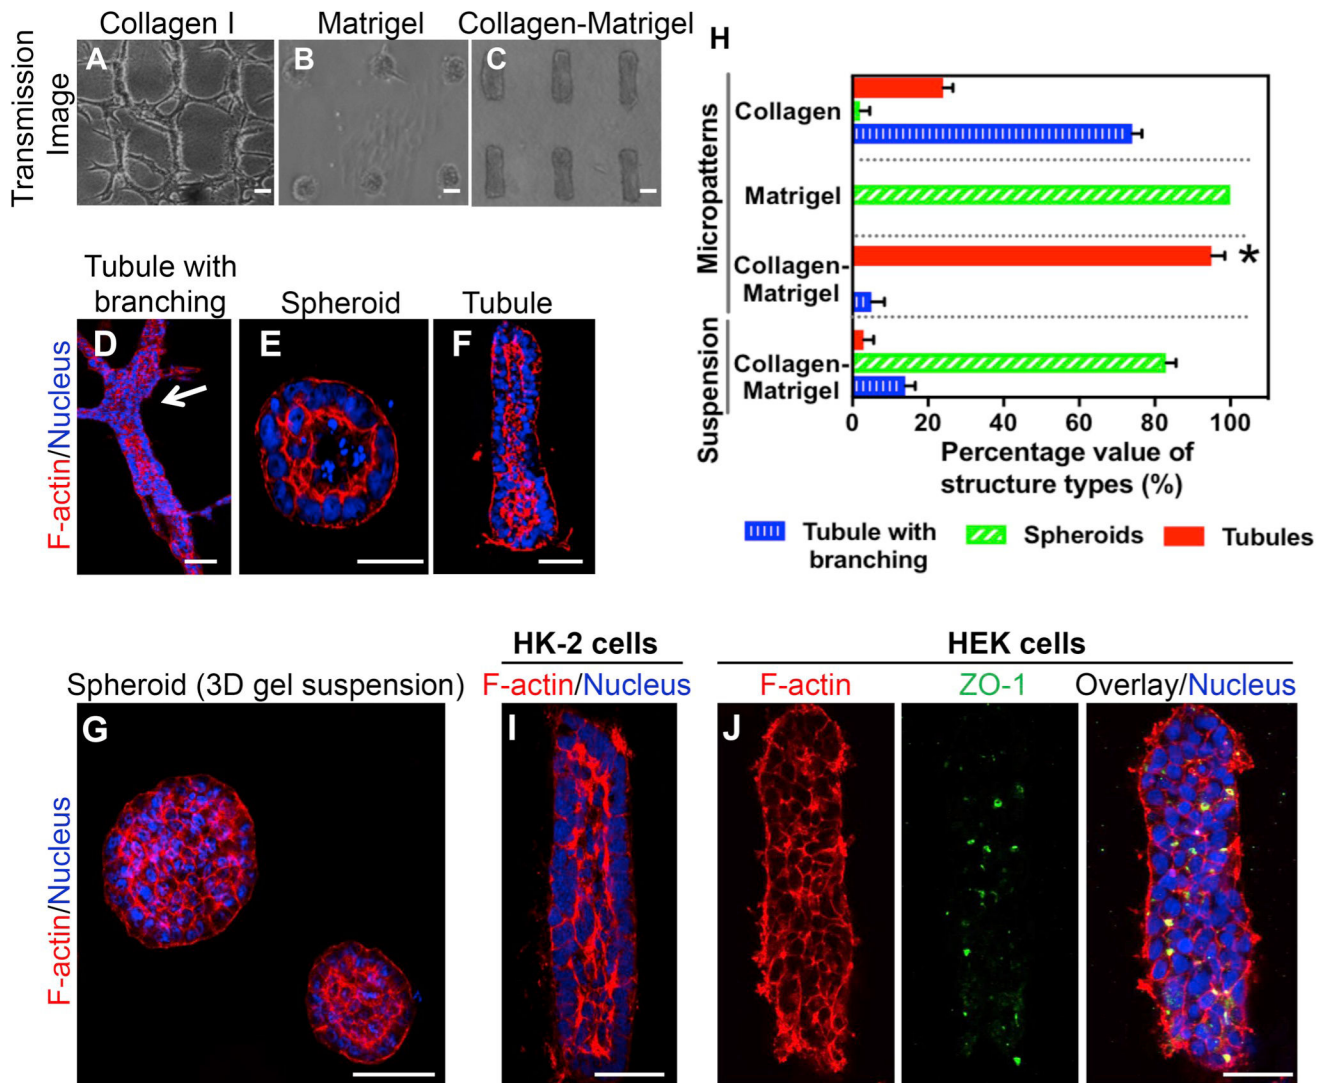 Collagen I
Matrigel
Collagen-Matrigel
Transmission
Image
A
B
C
Tubule with
branching
Spheroid
Tubule
F-actin/Nucleus
D
E
F
H
Micropatterns
Suspension
Collagen
Matrigel
Collagen-
Matrigel
Collagen-
Matrigel
*
0 20 40 60 80 100
Percentage value of
structure types (%)
Tubule with
branching
Spheroids
Tubules
Spheroid (3D gel suspension)
F-actin/Nucleus
G
HK-2 cells
F-actin/Nucleus
I
HEK cells
F-actin
ZO-1
Overlay/Nucleus
J